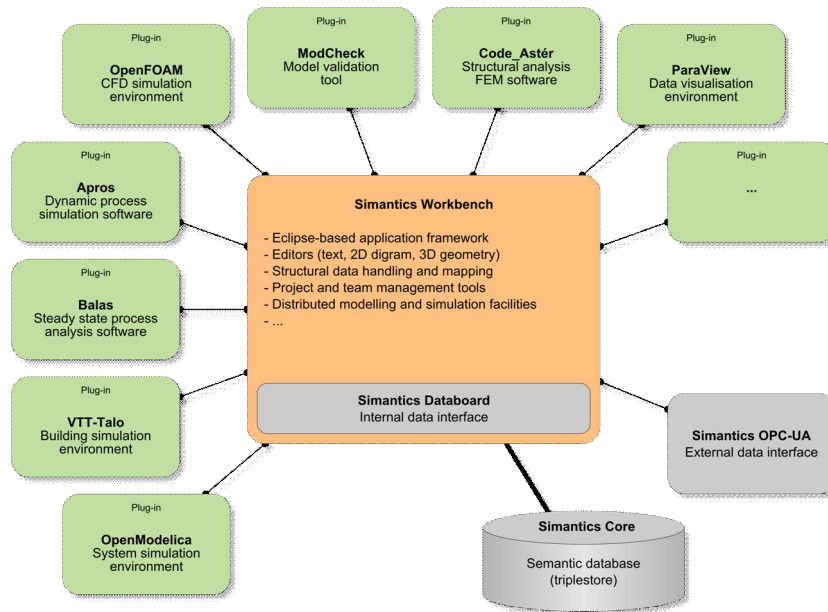 Plug-in
OpenFOAM
CFD simulation
environment
Plug-in
ModCheck
Model validation
tool
Plug-in
Code_Astér
Structural analysis
FEM software
Plug-in
ParaView
Data visualisation
environment
Plug-in
Apros
Dynamic process
simulation software
Plug-in
...
Simantics Workbench
- Eclipse-based application framework
- Editors (text, 2D digram, 3D geometry)
- Structural data handling and mapping
- Project and team management tools
- Distributed modelling and simulation facilities
- ...
Plug-in
Balas
Steady state process
analysis software
Plug-in
VTT-Talo
Building simulation
environment
Simantics Databoard
Internal data interface
Simantics OPC-UA
External data interface
Plug-in
OpenModelica
System simulation
environment
Simantics Core
Semantic database
(triplestore)